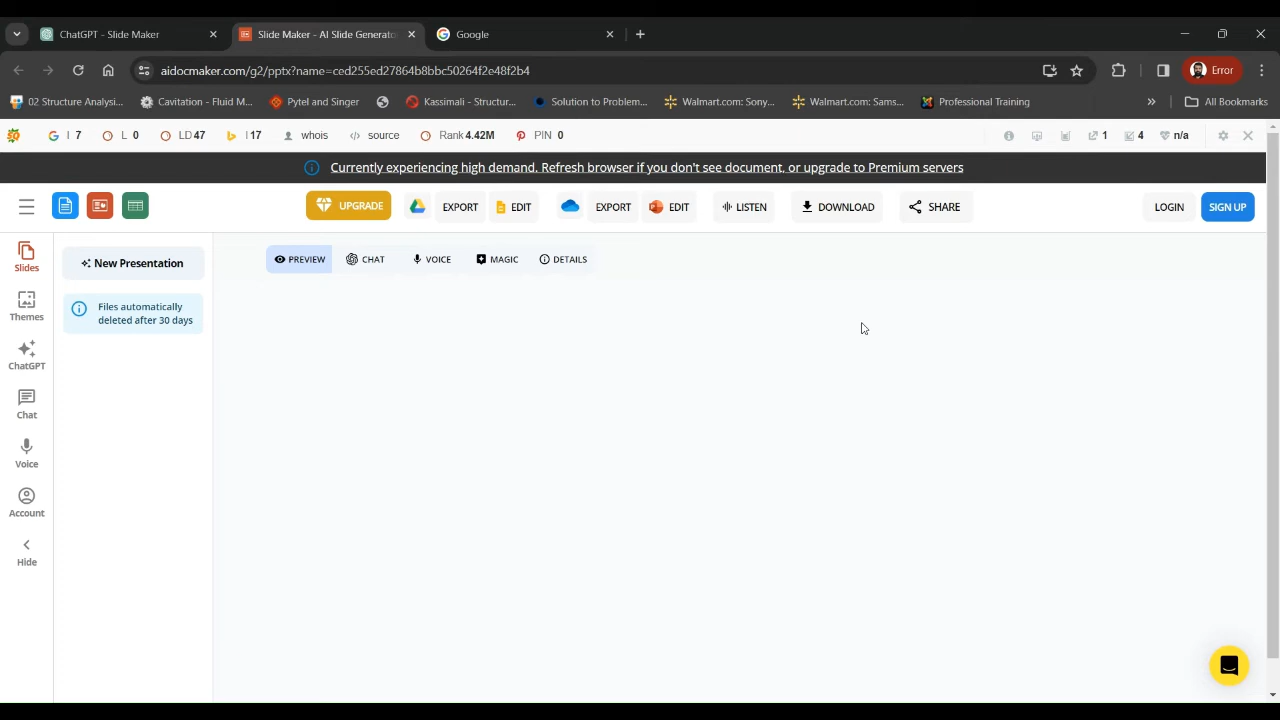 ChatGPT - Slide Maker
Slide Maker - AI Slide Generato
Google
aidocmaker.com/g2/pptx?name=ced255ed27864b8bbc50264f2e48f2b4
Error
02 Structure Analysi...
Cavitation - Fluid M...
Pytel and Singer
Kassimali - Structur...
Solution to Problem...
Walmart.com: Sony...
Walmart.com: Sams...
Professional Training
All Bookmarks
I 7
L 0
LD 47
I 17
whois
source
Rank 4.42M
PIN 0
1
4
n/a
Currently experiencing high demand. Refresh browser if you don't see document, or upgrade to Premium servers
UPGRADE
EXPORT
EDIT
EXPORT
EDIT
LISTEN
DOWNLOAD
SHARE
LOGIN
SIGN UP
Slides
Themes
ChatGPT
Chat
Voice
Account
Hide
New Presentation
Files automatically
deleted after 30 days
PREVIEW
CHAT
VOICE
MAGIC
DETAILS